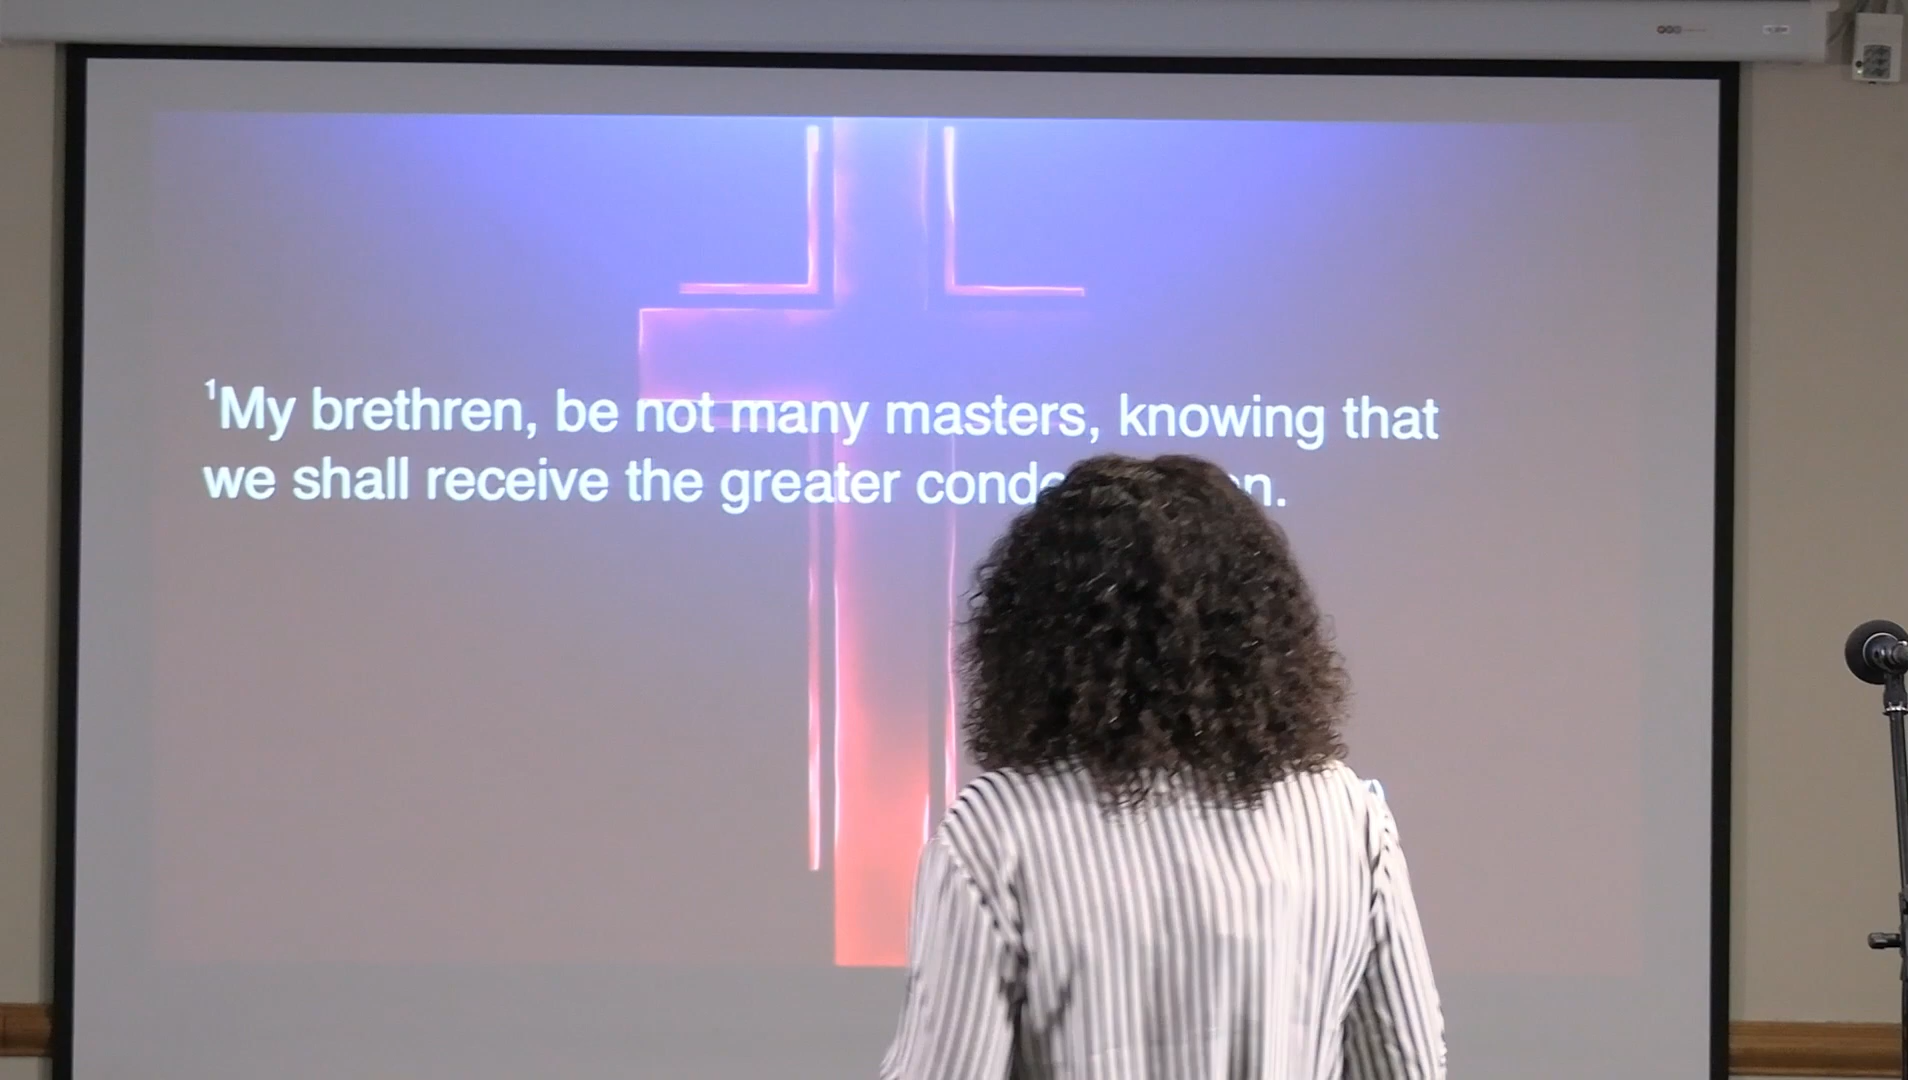 ¹My brethren, be not many masters, knowing that
we shall receive the greater